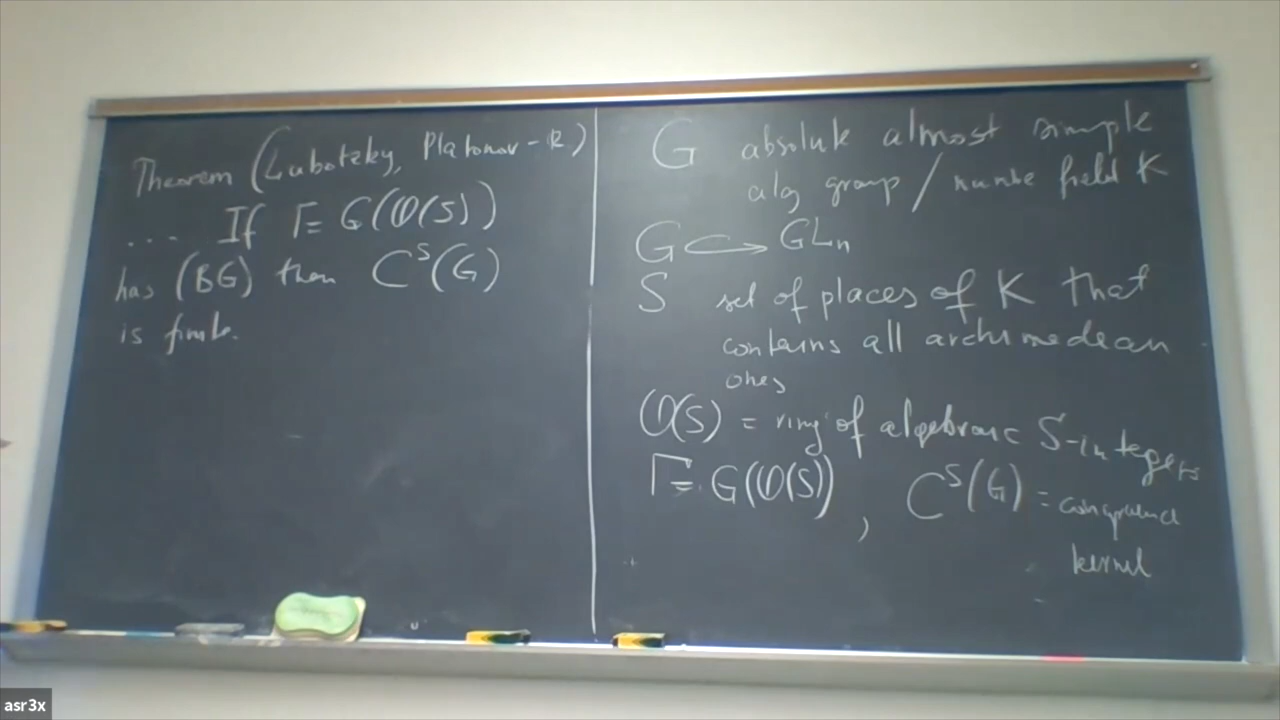 Theorem (Lubotzky, Platonov-R)
.... If Γ = G(O(S))
has (BG) then C^S(G)
is finite.
G absolute almost simple
alg group / number field K
G ↪ GLn
S set of places of K that
contains all archimedean
ones
O(S) = ring of algebraic S-integers
Γ = G(O(S)), C^S(G) = congruence
kernel
asr3x